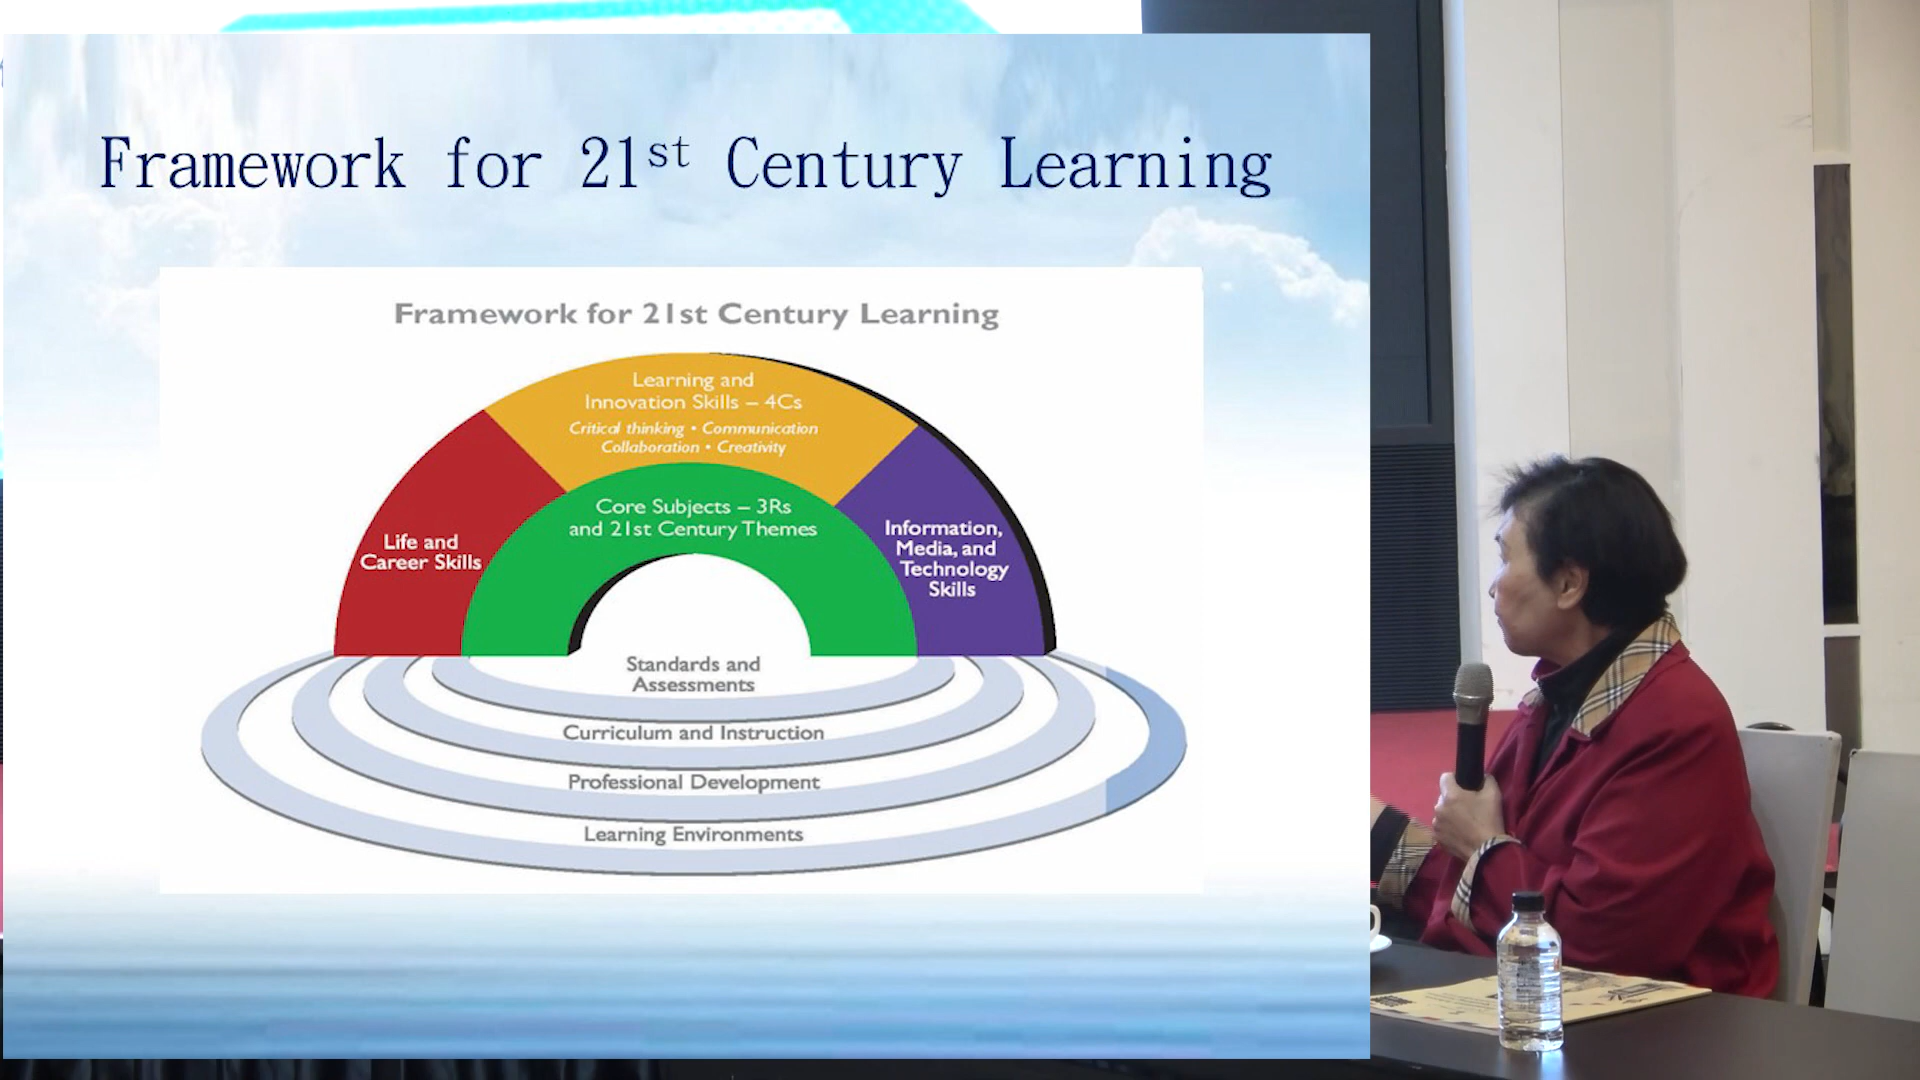 Framework for 21st Century Learning
Framework for 21st Century Learning
Learning and
Innovation Skills – 4Cs
Critical thinking • Communication
Collaboration • Creativity
Core Subjects – 3Rs
and 21st Century Themes
Life and
Career Skills
Information,
Media, and
Technology
Skills
Standards and
Assessments
Curriculum and Instruction
Professional Development
Learning Environments